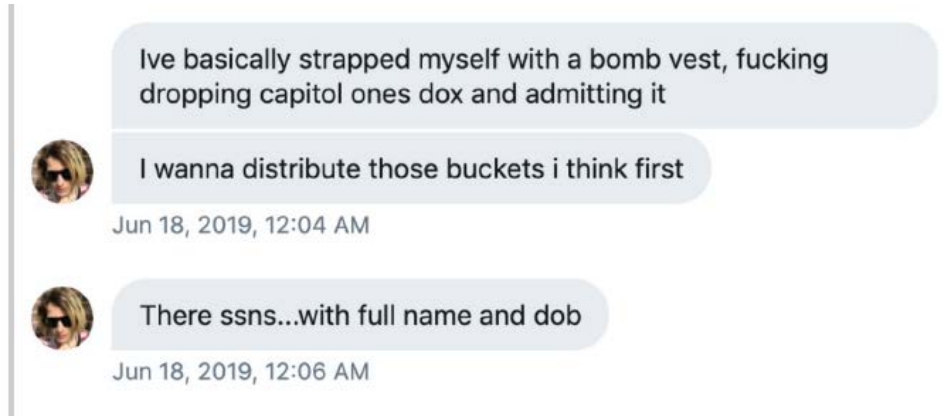 Ive basically strapped myself with a bomb vest, fucking
dropping capitol ones dox and admitting it
I wanna distribute those buckets i think first
Jun 18, 2019, 12:04 AM
There ssns...with full name and dob
Jun 18, 2019, 12:06 AM